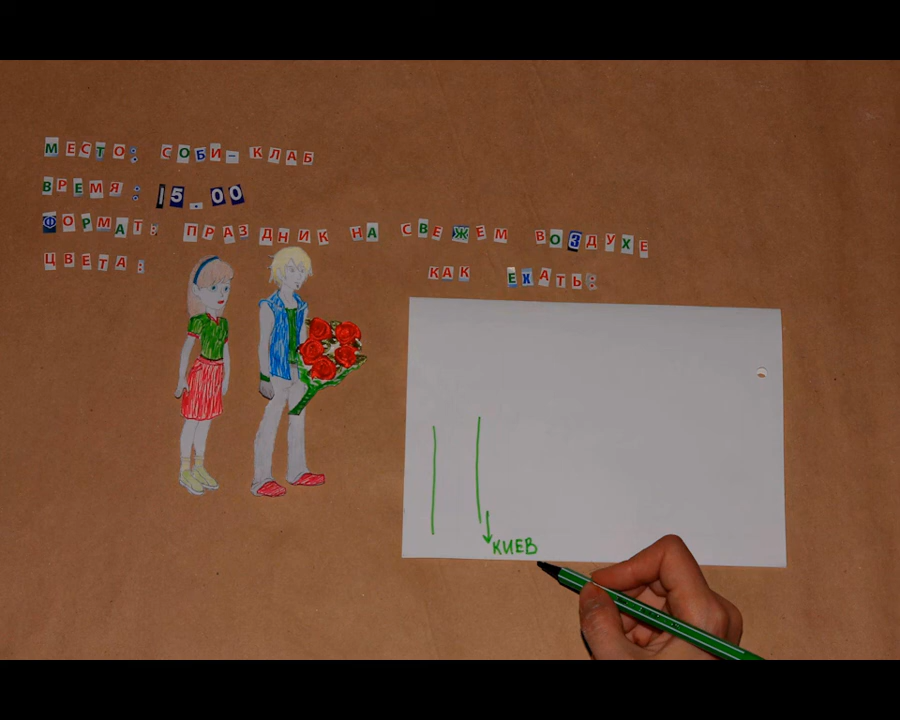 МЕСТО: СОБИ-КЛАБ
ВРЕМЯ: 15.00
ФОРМАТ: ПРАЗДНИК НА СВЕЖЕМ ВОЗДУХЕ
ЦВЕТА:
КАК ЕХАТЬ:
КИЕВ